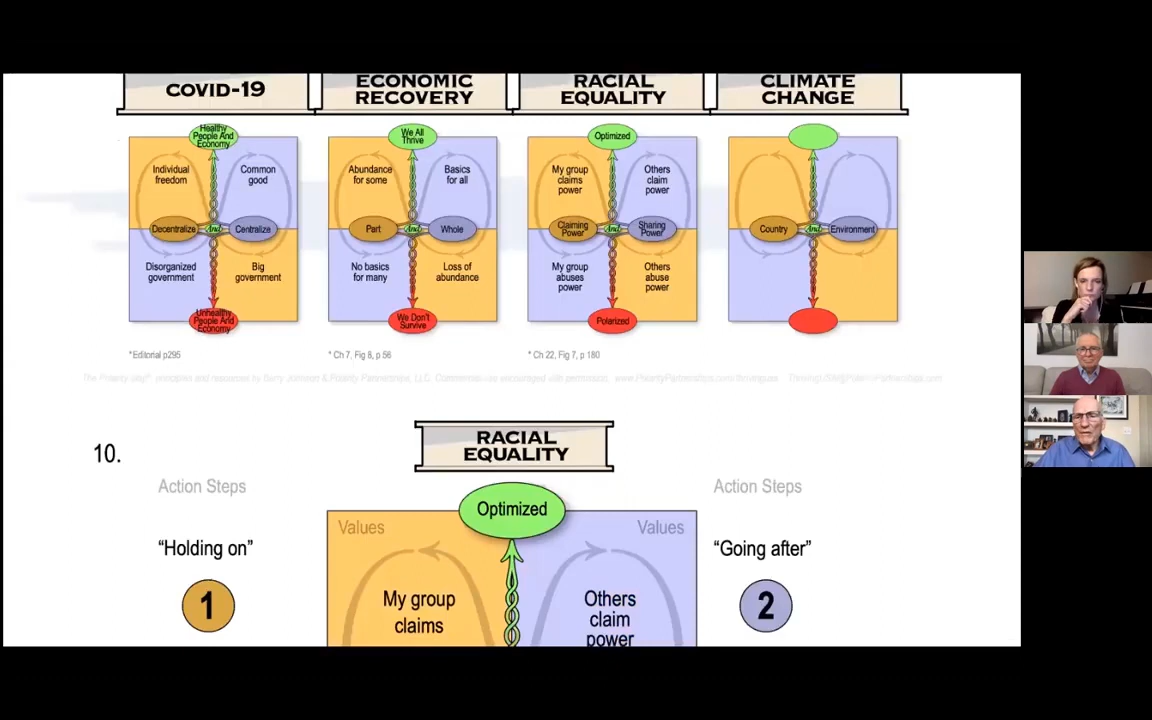 COVID-19
ECONOMIC
RECOVERY
RACIAL
EQUALITY
CLIMATE
CHANGE
Healthy
People And
Economy
Individual
freedom
Common
good
Decentralize
And
Centralize
Disorganized
government
Big
government
Unhealthy
People And
Economy
We All
Thrive
Abundance
for some
Basics
for all
Part
And
Whole
No basics
for many
Loss of
abundance
We Don't
Survive
Optimized
My group
claims
power
Others
claim
power
Claiming
Power
And
Sharing
Power
My group
abuses
power
Others
abuse
power
Polarized
Country
And
Environment
*Editorial p295
* Ch 7, Fig 8, p 56
* Ch 22, Fig 7, p 180
10.
RACIAL
EQUALITY
Action Steps
Action Steps
Optimized
Values
Values
“Holding on”
“Going after”
1
2
My group
claims
Others
claim
power